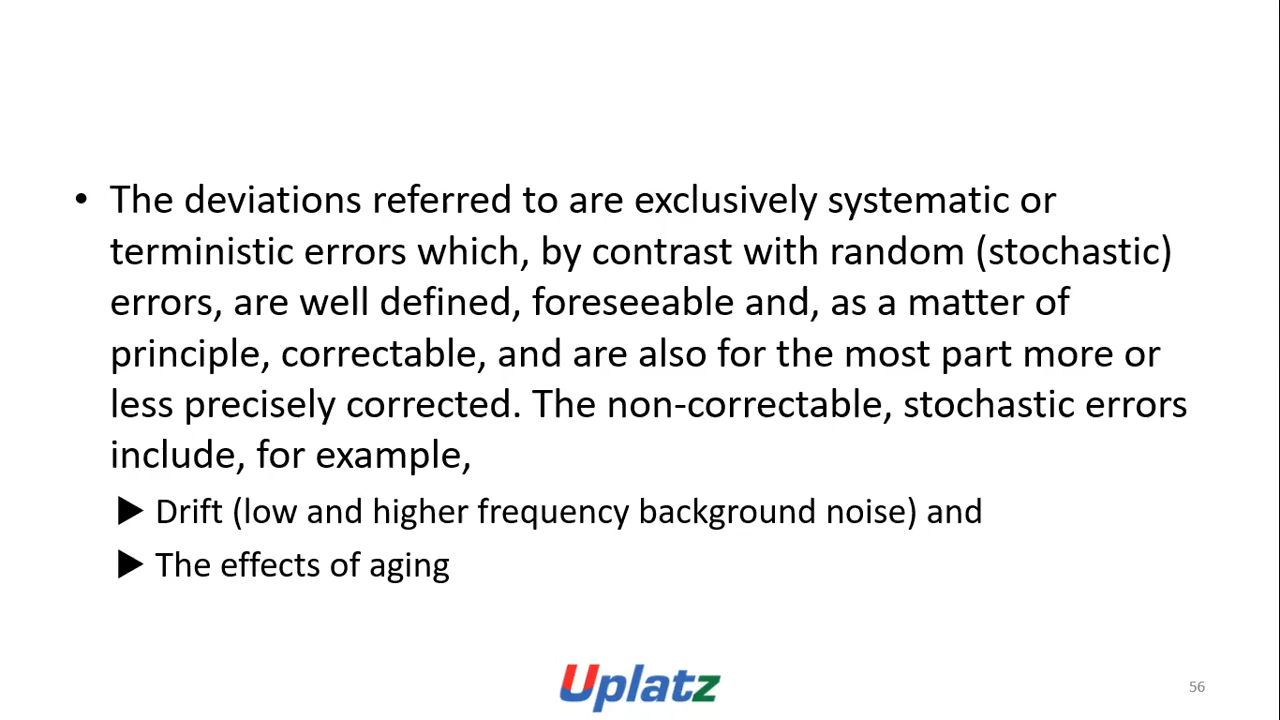 • The deviations referred to are exclusively systematic or
terministic errors which, by contrast with random (stochastic)
errors, are well defined, foreseeable and, as a matter of
principle, correctable, and are also for the most part more or
less precisely corrected. The non-correctable, stochastic errors
include, for example,
▶ Drift (low and higher frequency background noise) and
▶ The effects of aging
Uplatz
56